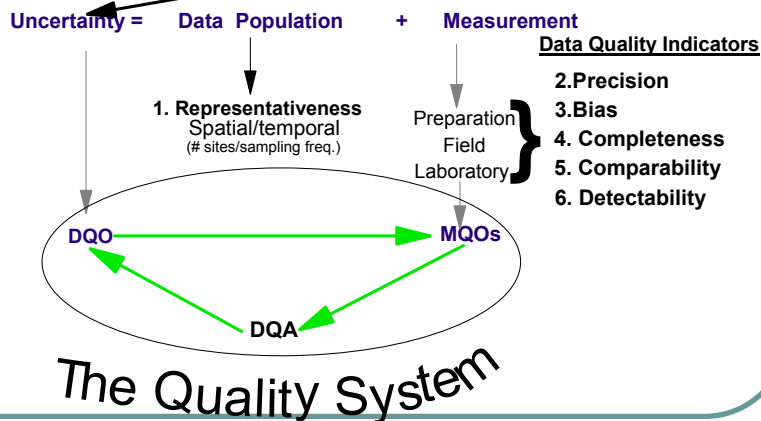 Uncertainty = Data Population + Measurement
Data Quality Indicators
1. Representativeness
Spatial/temporal
(# sites/sampling freq.)
Preparation
Field
Laboratory
}
2.Precision
3.Bias
4. Completeness
5. Comparability
6. Detectability
DQO
MQOs
DQA
The Quality System